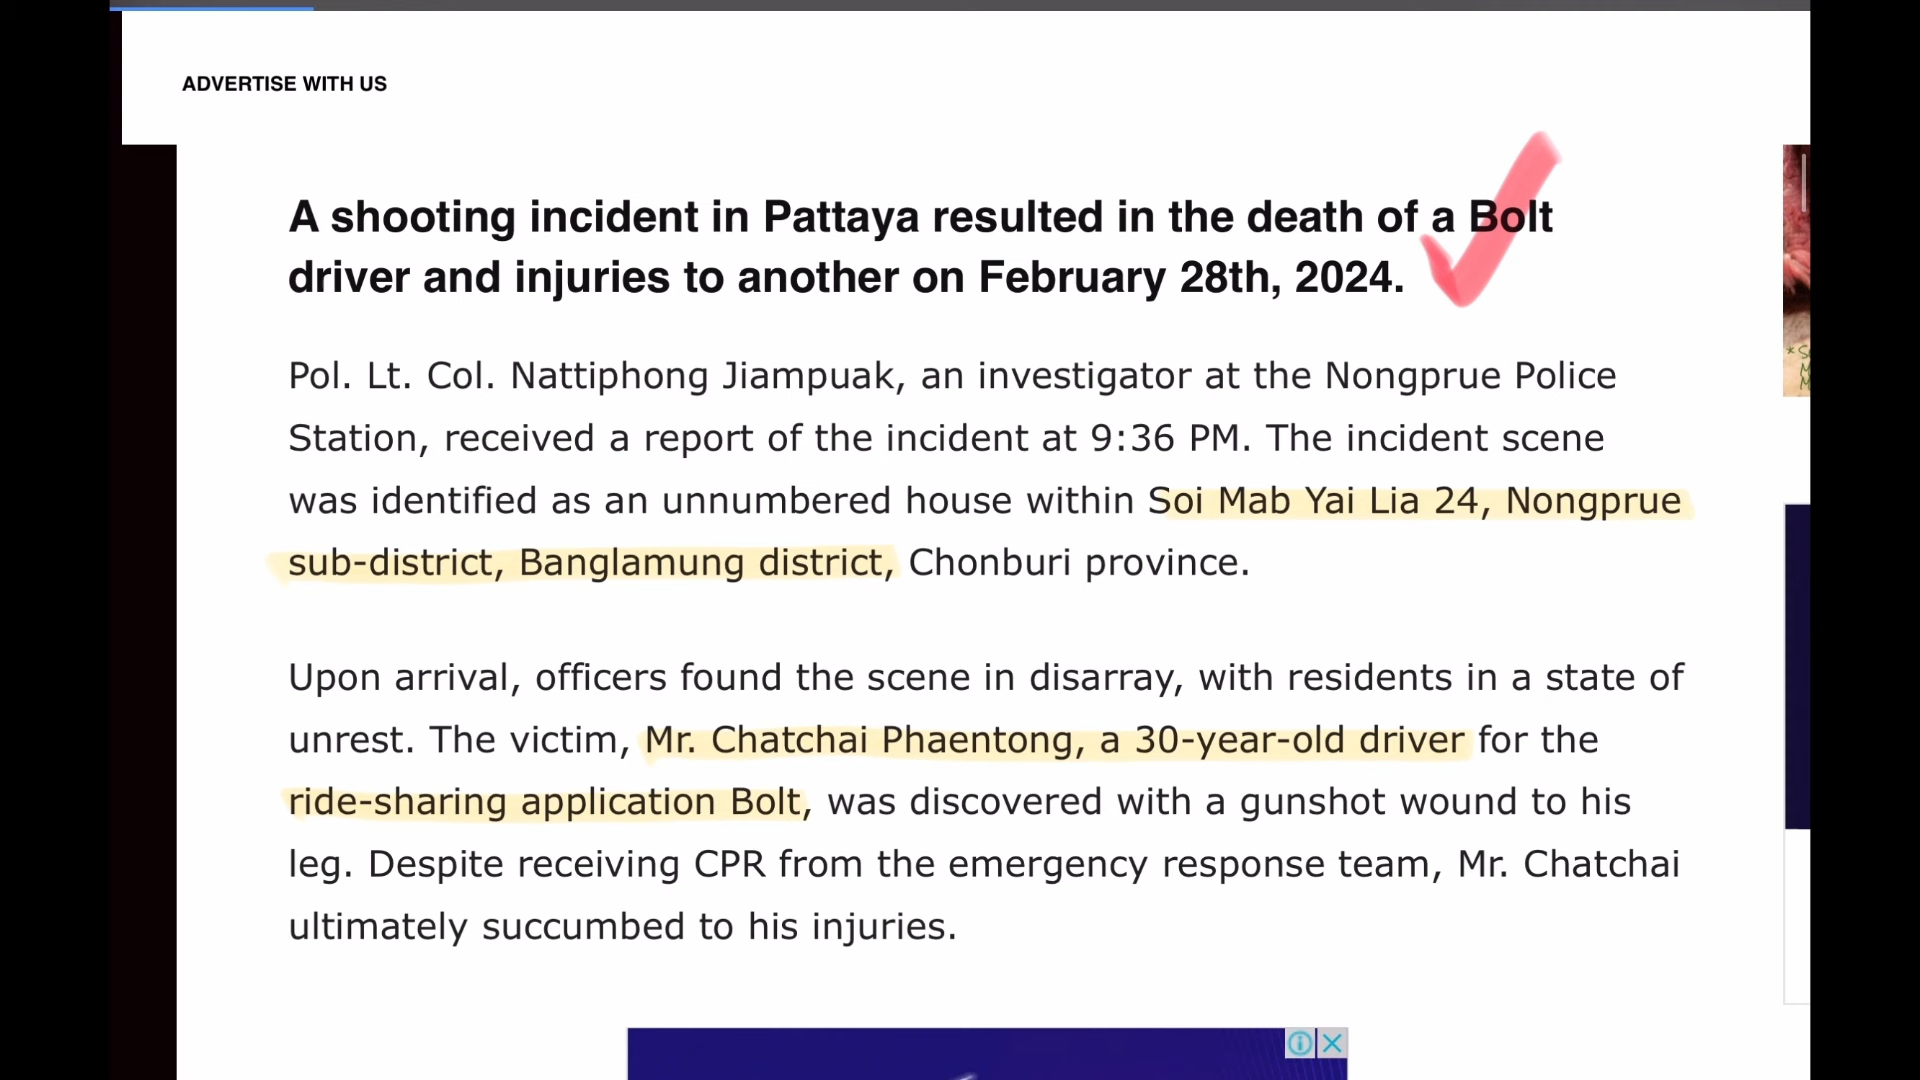 ADVERTISE WITH US
A shooting incident in Pattaya resulted in the death of a Bolt
driver and injuries to another on February 28th, 2024.
Pol. Lt. Col. Nattiphong Jiampuak, an investigator at the Nongprue Police
Station, received a report of the incident at 9:36 PM. The incident scene
was identified as an unnumbered house within Soi Mab Yai Lia 24, Nongprue
sub-district, Banglamung district, Chonburi province.
Upon arrival, officers found the scene in disarray, with residents in a state of
unrest. The victim, Mr. Chatchai Phaentong, a 30-year-old driver for the
ride-sharing application Bolt, was discovered with a gunshot wound to his
leg. Despite receiving CPR from the emergency response team, Mr. Chatchai
ultimately succumbed to his injuries.